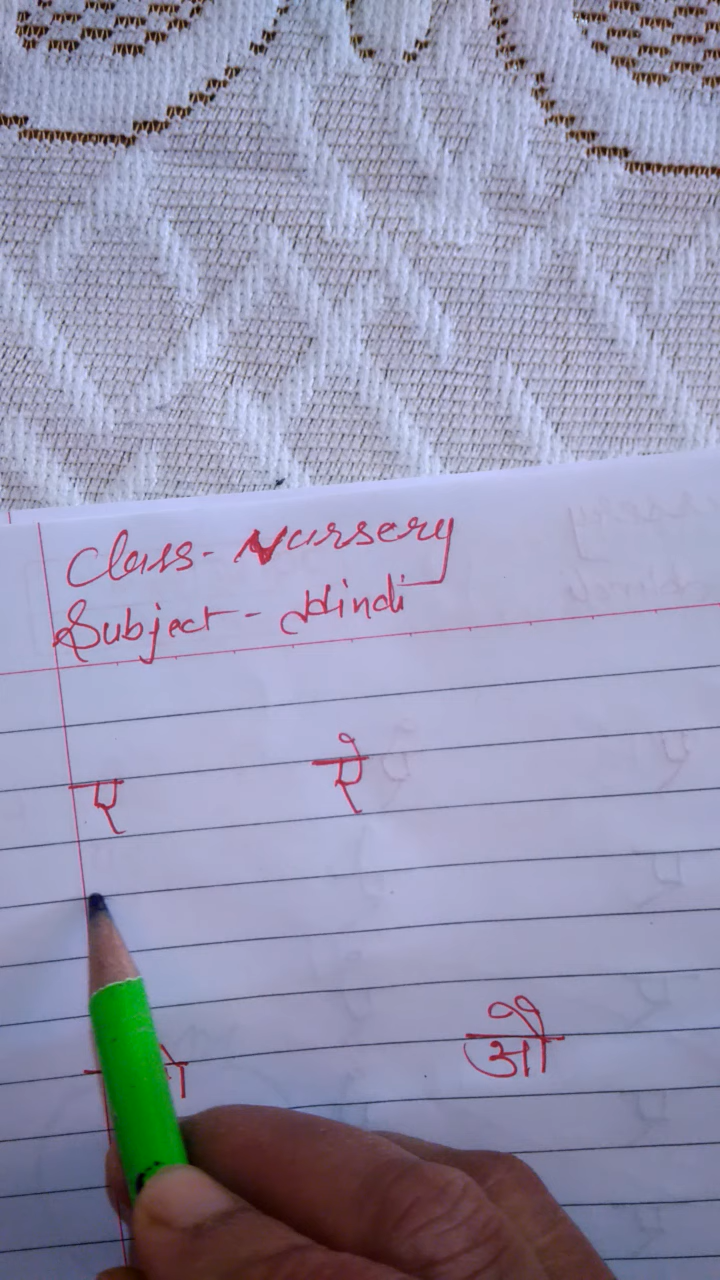 Class- Nursery
Subject - Hindi
ए ऐ
औ